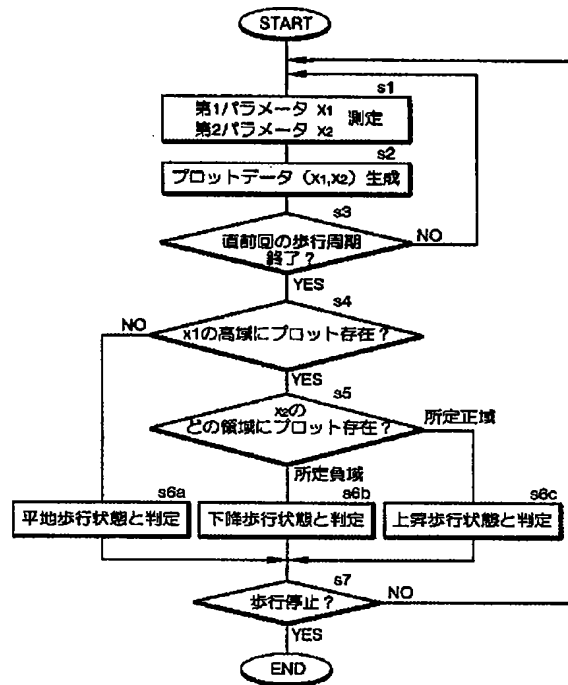 START
s1
第1パラメータ x1
第2パラメータ x2
測定
s2
プロットデータ (x1,x2) 生成
s3
直前回の歩行周期
終了?
NO
YES
s4
NO
x1の高域にプロット存在?
YES
s5
x2の
どの領域にプロット存在?
所定正域
所定負域
s6a
s6b
s6c
平地歩行状態と判定
下降歩行状態と判定
上昇歩行状態と判定
s7
歩行停止?
NO
YES
END